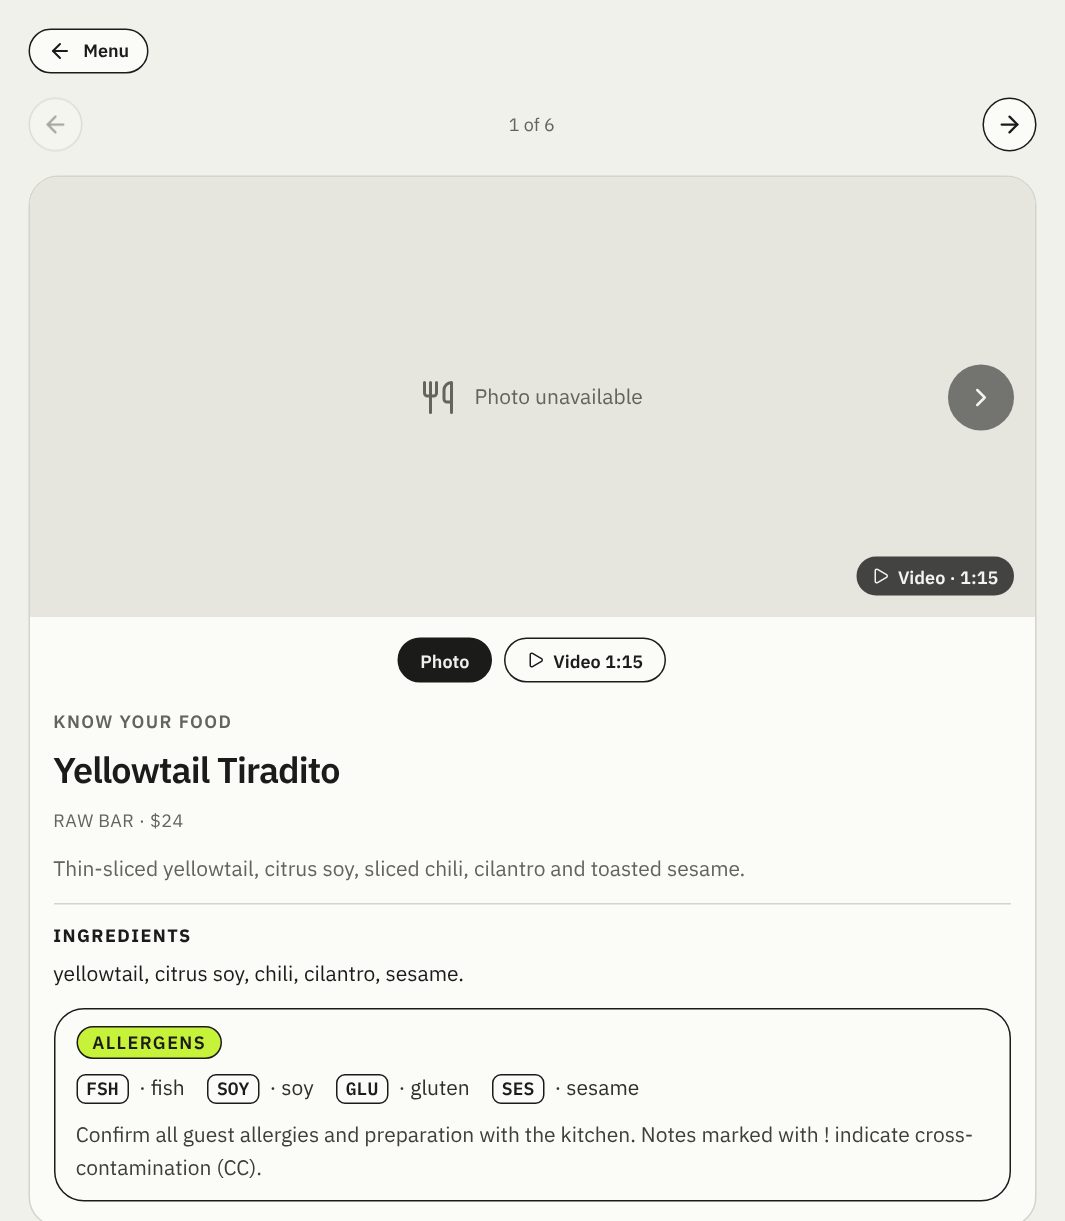 Menu
1 of 6
Photo unavailable
Video · 1:15
Photo
Video 1:15
KNOW YOUR FOOD
Yellowtail Tiradito
RAW BAR · $24
Thin-sliced yellowtail, citrus soy, sliced chili, cilantro and toasted sesame.
INGREDIENTS
yellowtail, citrus soy, chili, cilantro, sesame.
ALLERGENS
FSH · fish SOY · soy GLU · gluten SES · sesame
Confirm all guest allergies and preparation with the kitchen. Notes marked with ! indicate cross-
contamination (CC).